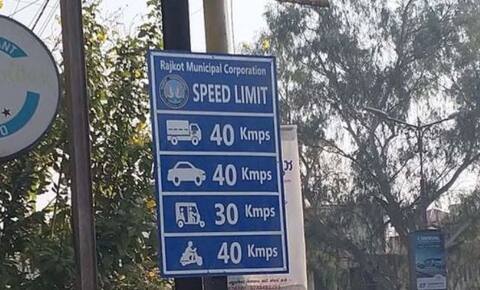 Rajkot Municipal Corporation
SPEED LIMIT
40 Kmps
40 Kmps
30 Kmps
40 Kmps